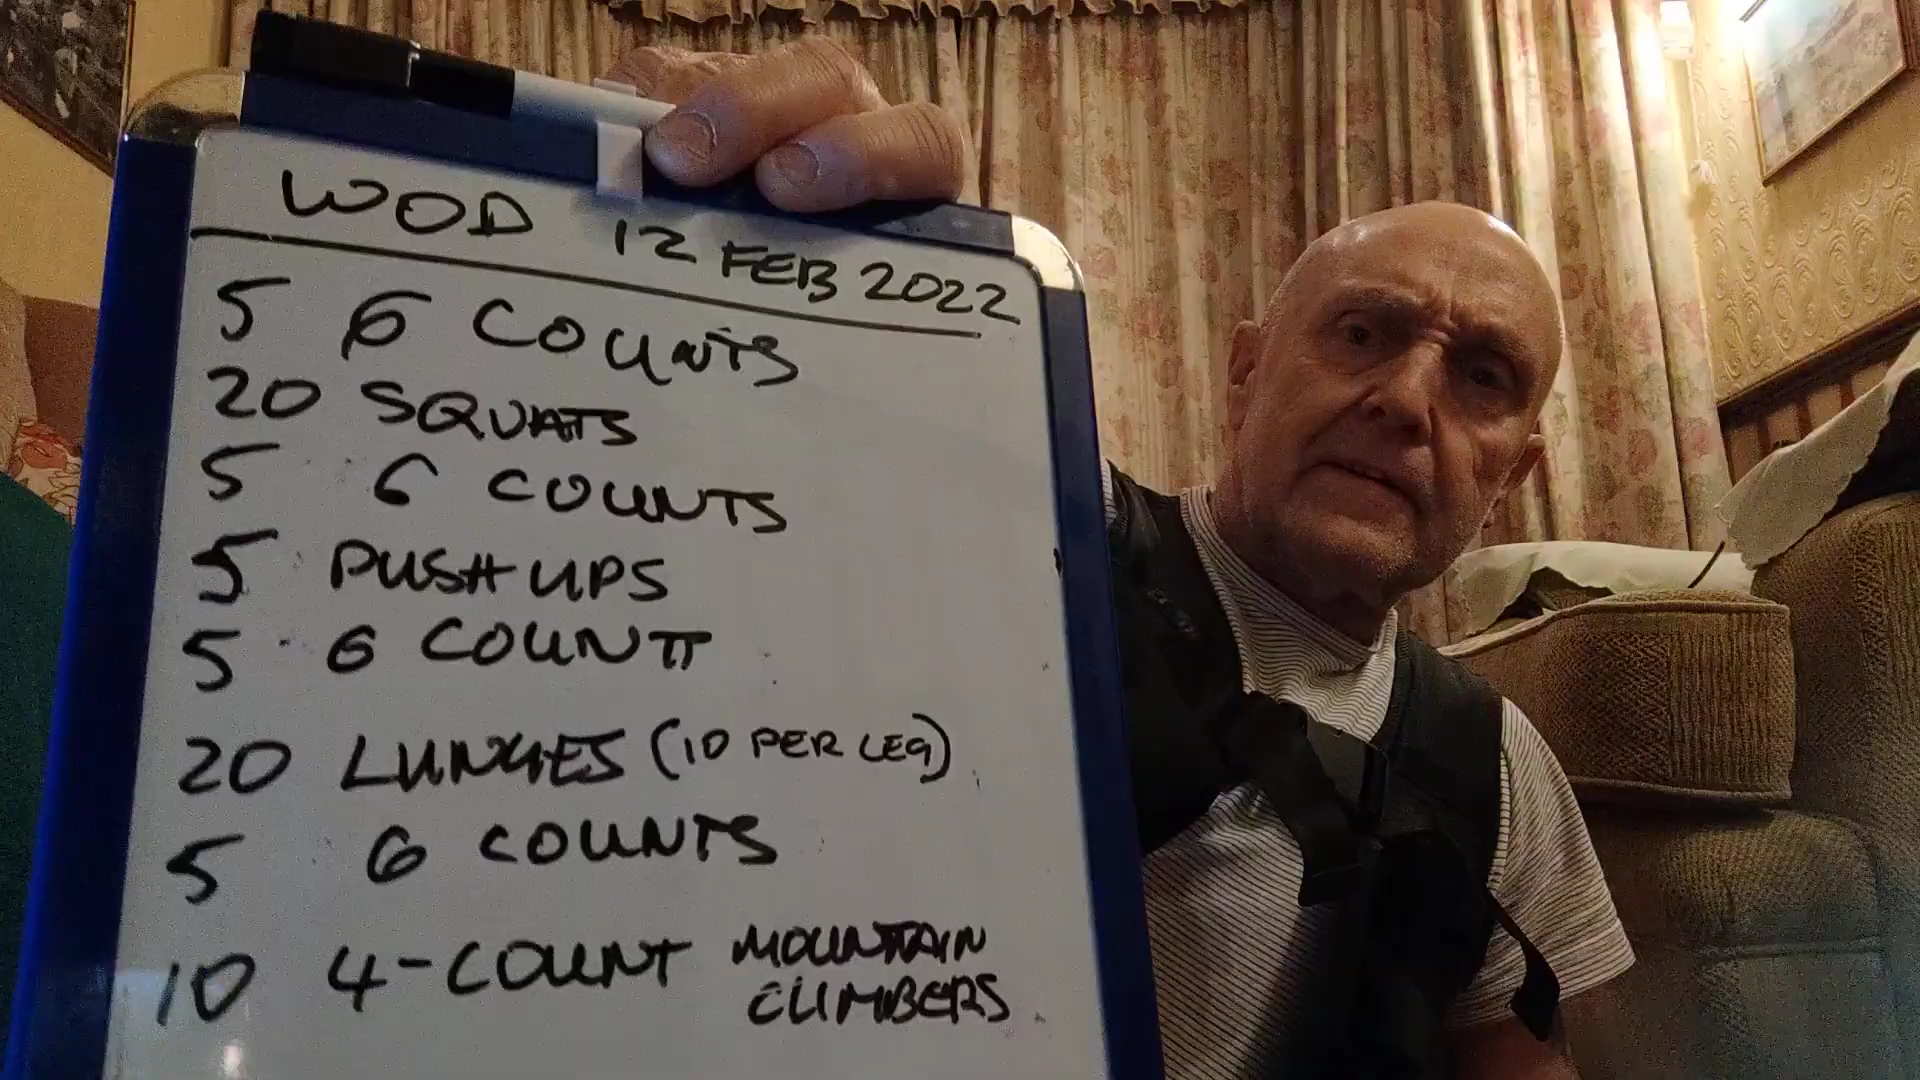 WOD 12 FEB 2022
5 6 COUNTS
20 SQUATS
5 6 COUNTS
5 PUSH UPS
5 6 COUNTS
20 LUNGES (10 PER LEG)
5 6 COUNTS
10 4-COUNT MOUNTAIN
CLIMBERS